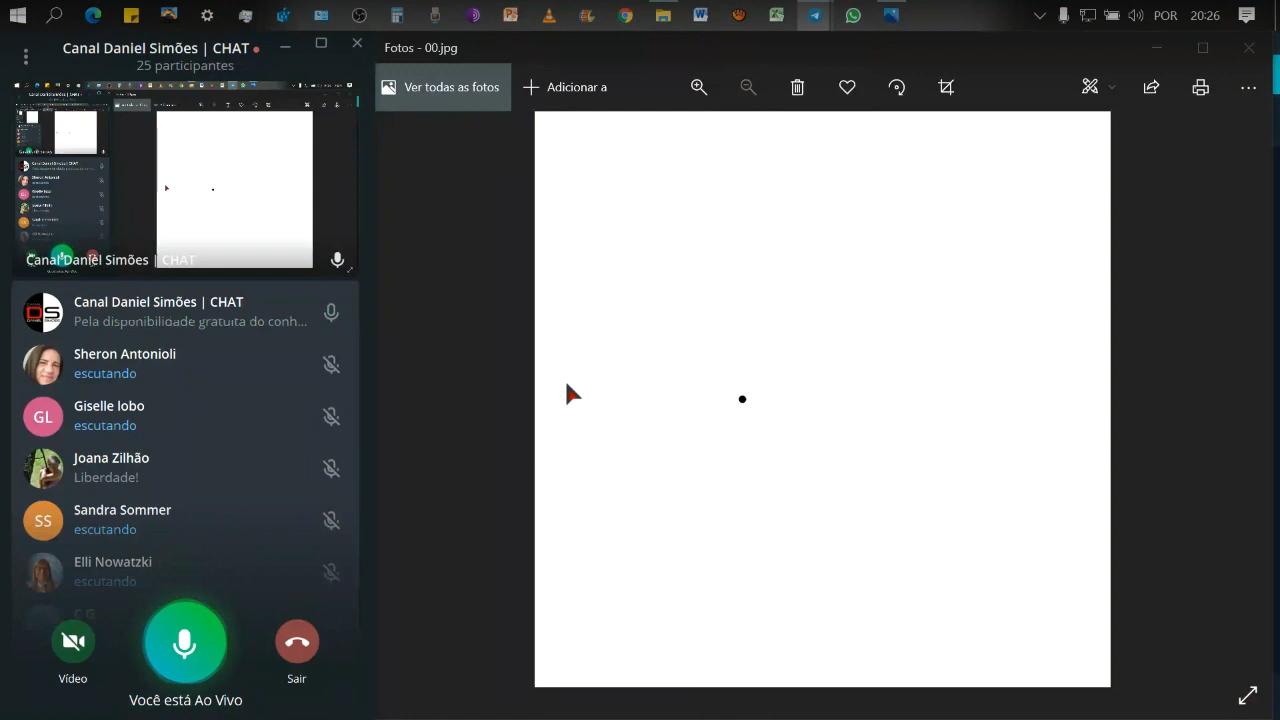 POR
20:26
Canal Daniel Simões | CHAT
25 participantes
Fotos - 00.jpg
Ver todas as fotos
Adicionar a
Canal Daniel Simões | CHAT
Canal Daniel Simões | CHAT
Pela disponibilidade gratuita do conh...
Sheron Antonioli
escutando
GL
Giselle lobo
escutando
Joana Zilhão
Liberdade!
SS
Sandra Sommer
escutando
Elli Nowatzki
escutando
C G
Vídeo
Sair
Você está Ao Vivo